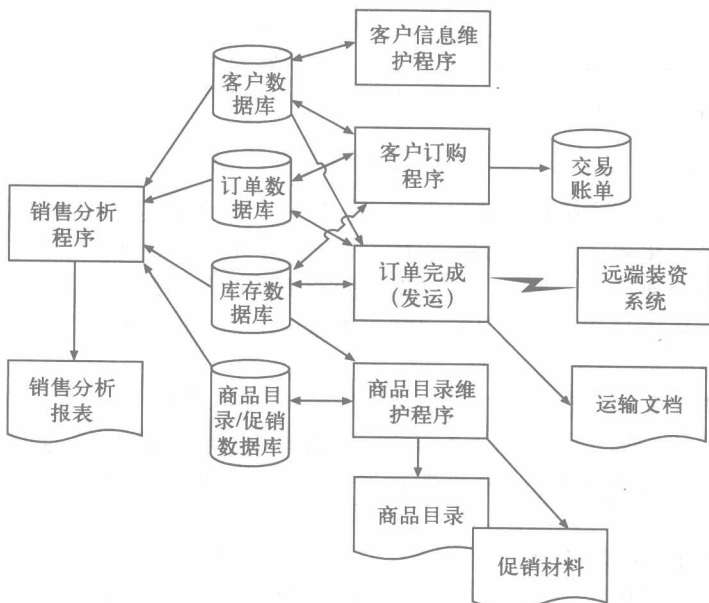 客户信息维
护程序
客户数
据库
客户订购
程序
交易
账单
订单数
据库
销售分析
程序
订单完成
（发运）
远端装资
系统
库存数
据库
销售分析
报表
商品目
录/促销
数据库
商品目录维
护程序
运输文档
商品目录
促销材料